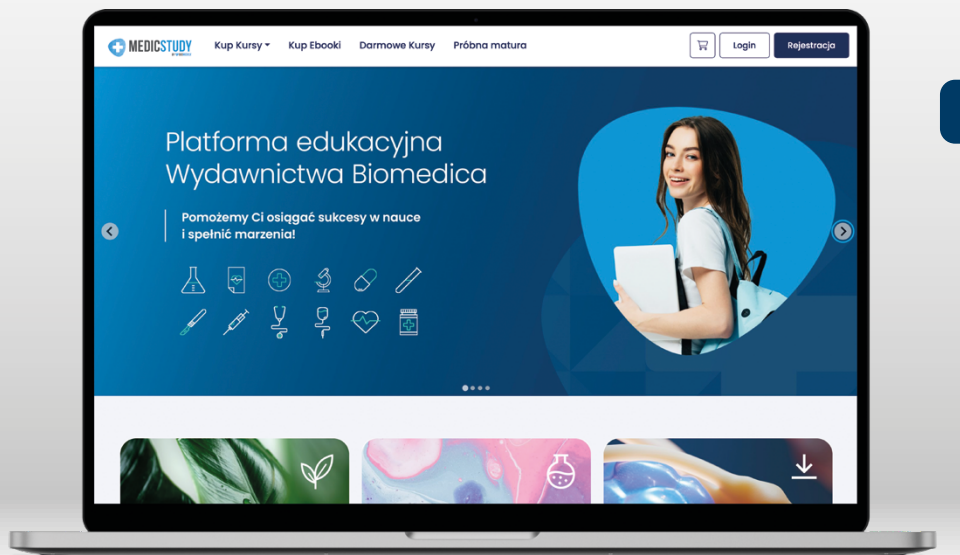 MEDICSTUDY
Kup Kursy
Kup Ebooki
Darmowe Kursy
Próbna matura
Login
Rejestracja
Platforma edukacyjna
Wydawnictwa Biomedica
Pomożemy Ci osiągać sukcesy w nauce
i spełnić marzenia!